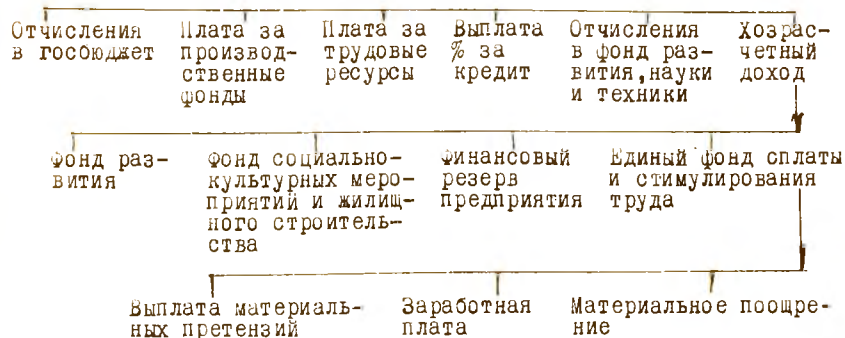 Отчисления Плата за Плата за Выплата Отчисления Хозрас-
в госбюджет производ- трудовые % за в фонд раз- четный
ственные ресурсы кредит вития,науки доход
фонды и техники
Фонд раз- Фонд социально- Финансовый Единый фонд сплаты
вития культурных меро- резерв и стимулирования
приятий и жилищ- предприятия труда
ного строитель-
ства
Выплата материаль- Заработная Материальное поощре-
ных претензий плата ние